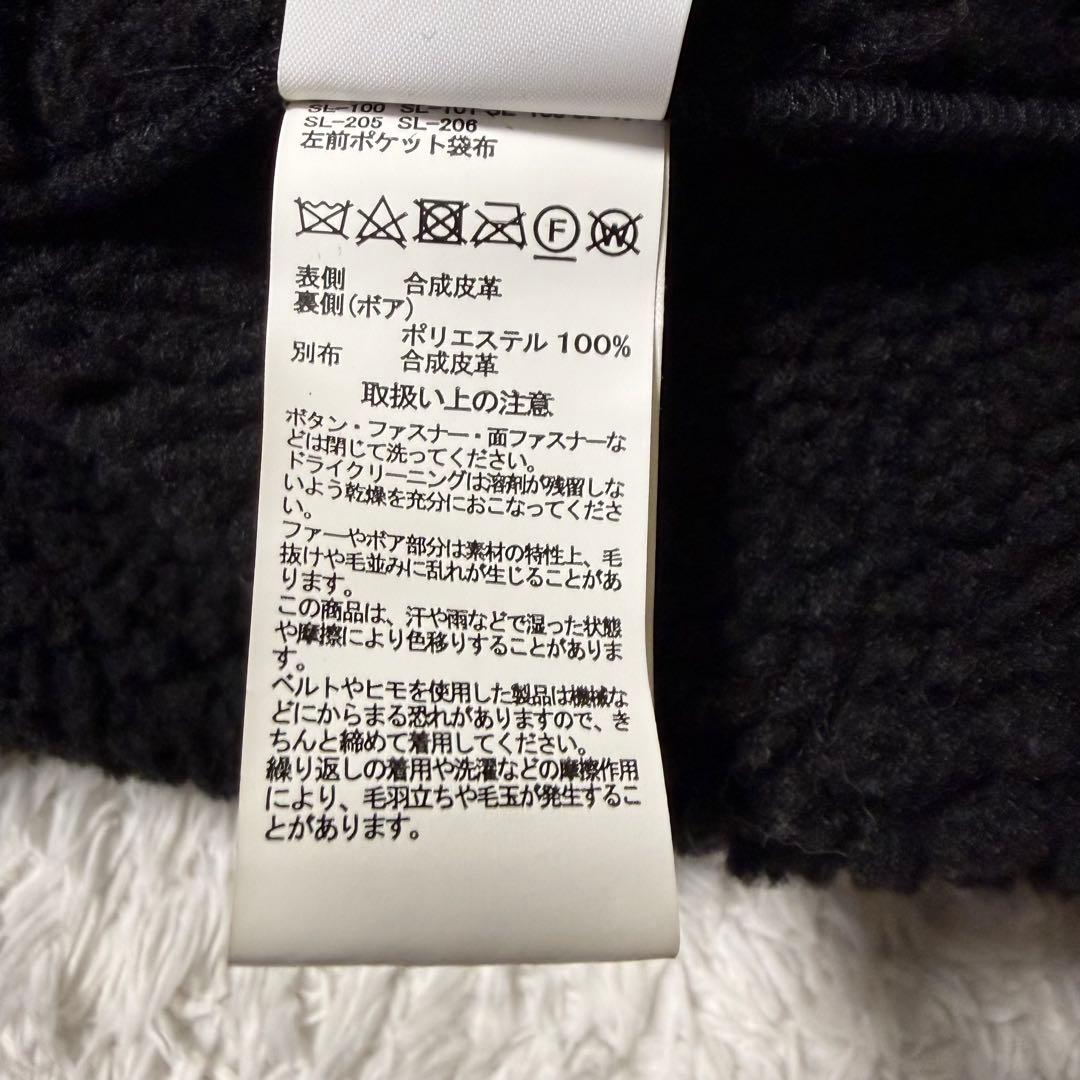 SL-100 SL-101
SL-205 SL-206
左前ポケット袋布
F W
表側 合成皮革
裏側(ボア)
ポリエステル 100%
別布 合成皮革
取扱い上の注意
ボタン・ファスナー・面ファスナーな
どは閉じて洗ってください。
ドライクリーニングは溶剤が残留しな
いよう乾燥を充分におこなってくださ
い。
ファーやボア部分は素材の特性上、毛
抜けや毛並みに乱れが生じることがあ
ります。
この商品は、汗や雨などで湿った状態
や摩擦により色移りすることがありま
す。
ベルトやヒモを使用した製品は機械な
どにからまる恐れがありますので、き
ちんと締めて着用してください。
繰り返しの着用や洗濯などの摩擦作用
により、毛羽立ちや毛玉が発生するこ
とがあります。